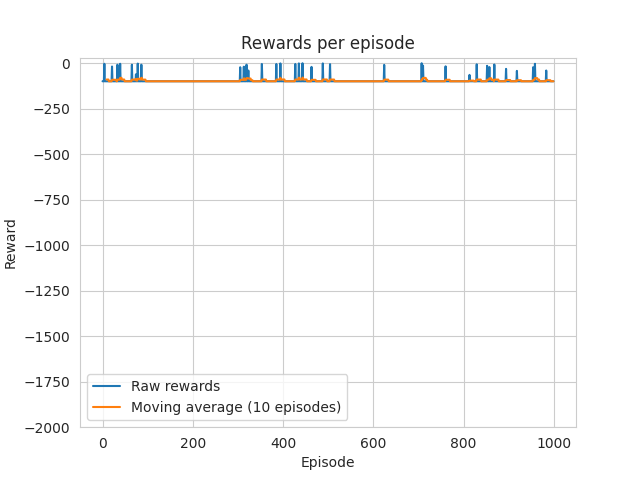 Rewards per episode
0
−250
−500
−750
−1000
−1250
−1500
−1750
−2000
Reward
Raw rewards
Moving average (10 episodes)
0 200 400 600 800 1000
Episode